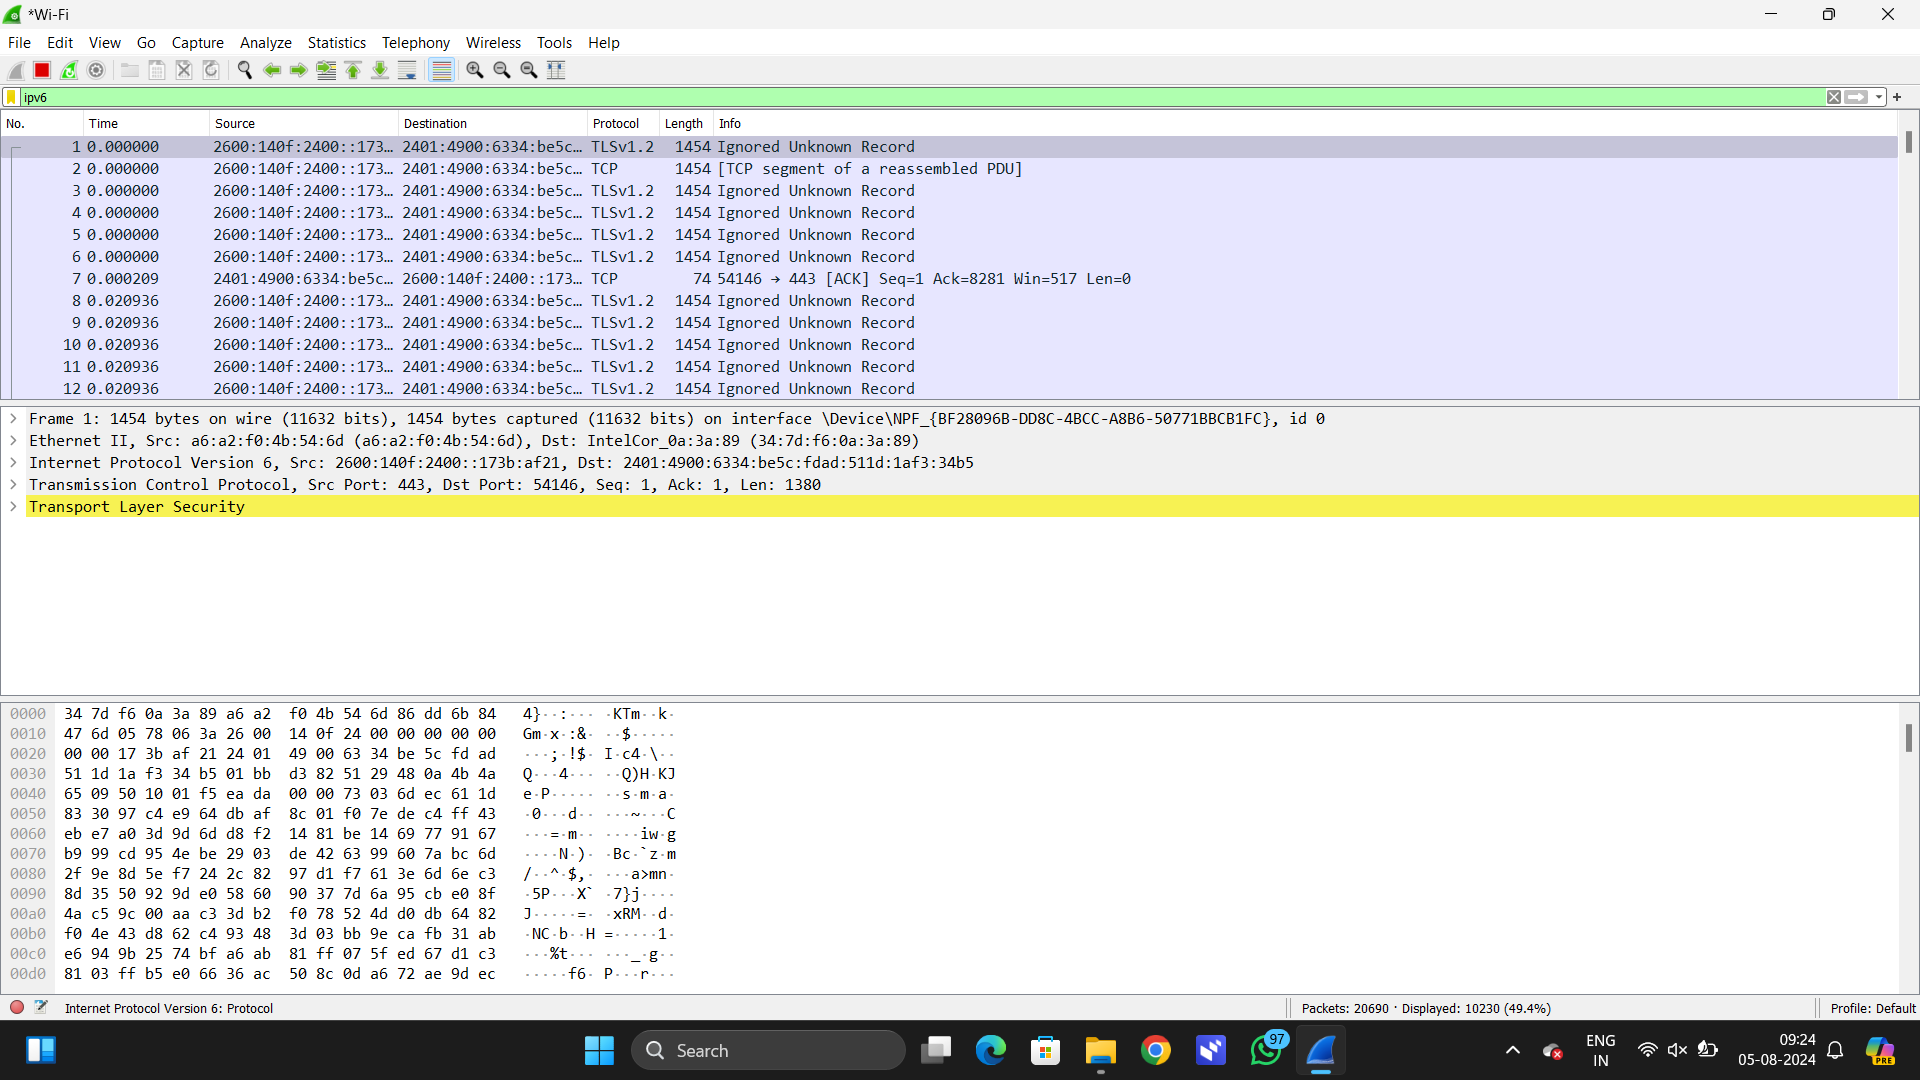 *Wi-Fi
File Edit View Go Capture Analyze Statistics Telephony Wireless Tools Help
ipv6
No. Time Source Destination Protocol Length Info
1 0.000000 2600:140f:2400::173… 2401:4900:6334:be5c… TLSv1.2 1454 Ignored Unknown Record
2 0.000000 2600:140f:2400::173… 2401:4900:6334:be5c… TCP 1454 [TCP segment of a reassembled PDU]
3 0.000000 2600:140f:2400::173… 2401:4900:6334:be5c… TLSv1.2 1454 Ignored Unknown Record
4 0.000000 2600:140f:2400::173… 2401:4900:6334:be5c… TLSv1.2 1454 Ignored Unknown Record
5 0.000000 2600:140f:2400::173… 2401:4900:6334:be5c… TLSv1.2 1454 Ignored Unknown Record
6 0.000000 2600:140f:2400::173… 2401:4900:6334:be5c… TLSv1.2 1454 Ignored Unknown Record
7 0.000209 2401:4900:6334:be5c… 2600:140f:2400::173… TCP 74 54146 → 443 [ACK] Seq=1 Ack=8281 Win=517 Len=0
8 0.020936 2600:140f:2400::173… 2401:4900:6334:be5c… TLSv1.2 1454 Ignored Unknown Record
9 0.020936 2600:140f:2400::173… 2401:4900:6334:be5c… TLSv1.2 1454 Ignored Unknown Record
10 0.020936 2600:140f:2400::173… 2401:4900:6334:be5c… TLSv1.2 1454 Ignored Unknown Record
11 0.020936 2600:140f:2400::173… 2401:4900:6334:be5c… TLSv1.2 1454 Ignored Unknown Record
12 0.020936 2600:140f:2400::173… 2401:4900:6334:be5c… TLSv1.2 1454 Ignored Unknown Record
Frame 1: 1454 bytes on wire (11632 bits), 1454 bytes captured (11632 bits) on interface \Device\NPF_{BF28096B-DD8C-4BCC-A8B6-50771BBCB1FC}, id 0
Ethernet II, Src: a6:a2:f0:4b:54:6d (a6:a2:f0:4b:54:6d), Dst: IntelCor_0a:3a:89 (34:7d:f6:0a:3a:89)
Internet Protocol Version 6, Src: 2600:140f:2400::173b:af21, Dst: 2401:4900:6334:be5c:fdad:511d:1af3:34b5
Transmission Control Protocol, Src Port: 443, Dst Port: 54146, Seq: 1, Ack: 1, Len: 1380
Transport Layer Security
0000 34 7d f6 0a 3a 89 a6 a2 f0 4b 54 6d 86 dd 6b 84 4}··:··· ·KTm··k·
0010 47 6d 05 78 06 3a 26 00 14 0f 24 00 00 00 00 00 Gm·x·:&· ··$·····
0020 00 00 17 3b af 21 24 01 49 00 63 34 be 5c fd ad ···;·!$· I·c4·\··
0030 51 1d 1a f3 34 b5 01 bb d3 82 51 29 48 0a 4b 4a Q···4··· ··Q)H·KJ
0040 65 09 50 10 01 f5 ea da 00 00 73 03 6d ec 61 1d e·P····· ··s·m·a·
0050 83 30 97 c4 e9 64 db af 8c 01 f0 7e de c4 ff 43 ·0···d·· ···~···C
0060 eb e7 a0 3d 9d 6d d8 f2 14 81 be 14 69 77 91 67 ···=·m·· ····iw·g
0070 b9 99 cd 95 4e be 29 03 de 42 63 99 60 7a bc 6d ····N·)· ·Bc·`z·m
0080 2f 9e 8d 5e f7 24 2c 82 97 d1 f7 61 3e 6d 6e c3 /··^·$,· ···a>mn·
0090 8d 35 50 92 9d e0 58 60 90 37 7d 6a 95 cb e0 8f ·5P···X` ·7}j····
00a0 4a c5 9c 00 aa c3 3d b2 f0 78 52 4d d0 db 64 82 J·····=· ·xRM··d·
00b0 f0 4e 43 d8 62 c4 93 48 3d 03 bb 9e ca fb 31 ab ·NC·b··H =·····1·
00c0 e6 94 9b 25 74 bf a6 ab 81 ff 07 5f ed 67 d1 c3 ···%t··· ···_·g··
00d0 81 03 ff b5 e0 66 36 ac 50 8c 0d a6 72 ae 9d ec ·····f6· P···r···
Internet Protocol Version 6: Protocol
Packets: 20690 · Displayed: 10230 (49.4%)
Profile: Default
Search
97
ENG
IN
09:24
05-08-2024
PRE